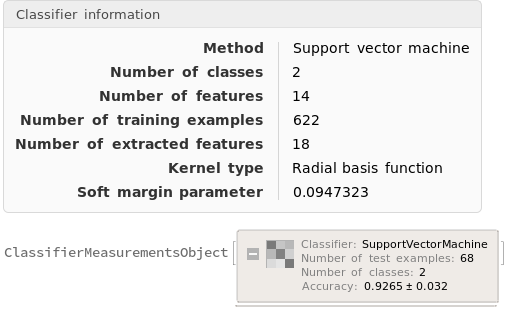 Classifier information
Method Support vector machine
Number of classes 2
Number of features 14
Number of training examples 622
Number of extracted features 18
Kernel type Radial basis function
Soft margin parameter 0.0947323
ClassifierMeasurementsObject[
Classifier: SupportVectorMachine
Number of test examples: 68
Number of classes: 2
Accuracy: 0.9265 ± 0.032
]